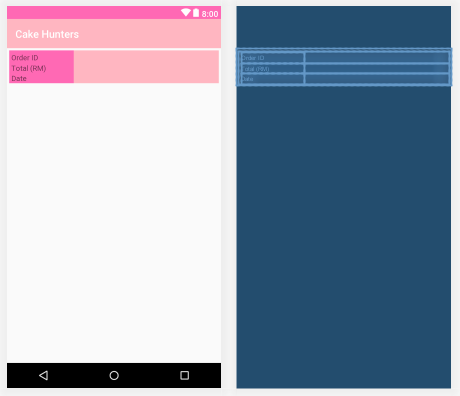 8:00
Cake Hunters
Order ID
Total (RM)
Date
Order ID
Total (RM)
Date